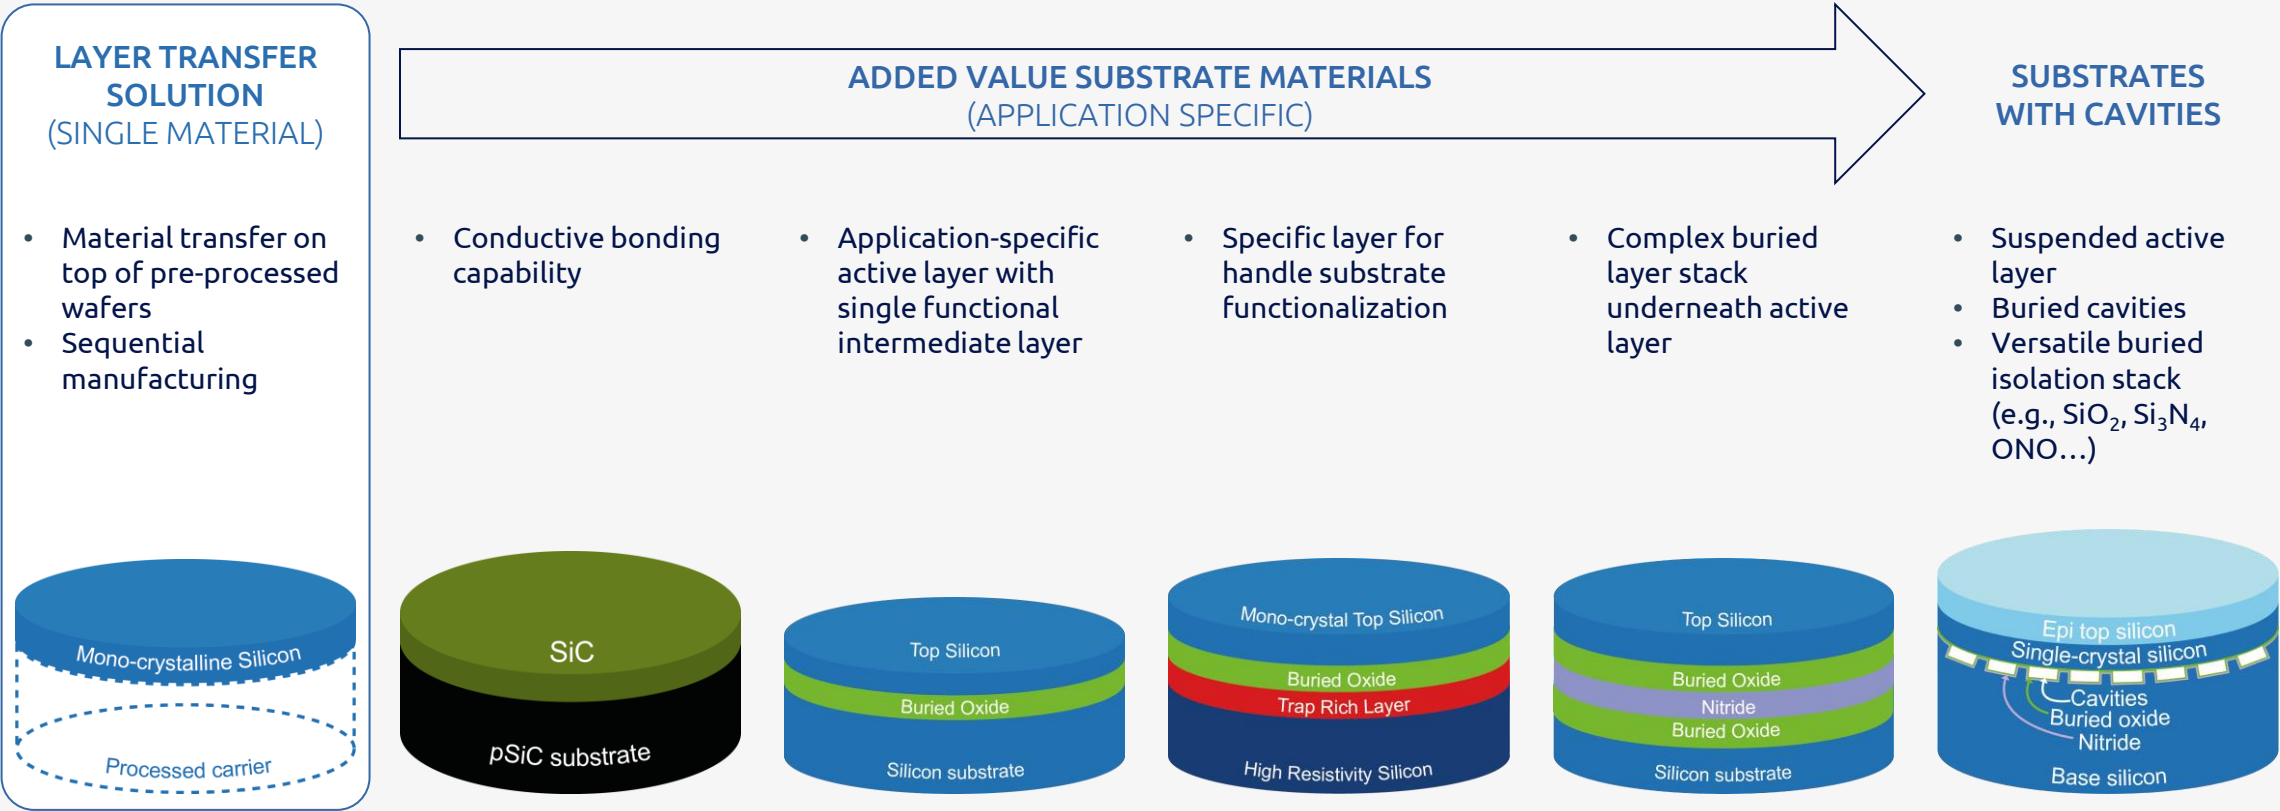 LAYER TRANSFER
SOLUTION
(SINGLE MATERIAL)
• Material transfer on
top of pre-processed
wafers
• Sequential
manufacturing
Mono-crystalline Silicon
Processed carrier
ADDED VALUE SUBSTRATE MATERIALS
(APPLICATION SPECIFIC)
• Conductive bonding
capability
SiC
pSiC substrate
• Application-specific
active layer with
single functional
intermediate layer
Top Silicon
Buried Oxide
Silicon substrate
• Specific layer for
handle substrate
functionalization
Mono-crystal Top Silicon
Buried Oxide
Trap Rich Layer
High Resistivity Silicon
• Complex buried
layer stack
underneath active
layer
Top Silicon
Buried Oxide
Nitride
Buried Oxide
Silicon substrate
SUBSTRATES
WITH CAVITIES
• Suspended active
layer
• Buried cavities
• Versatile buried
isolation stack
(e.g., SiO₂, Si₃N₄,
ONO…)
Epi top silicon
Single-crystal silicon
Cavities
Buried oxide
Nitride
Base silicon